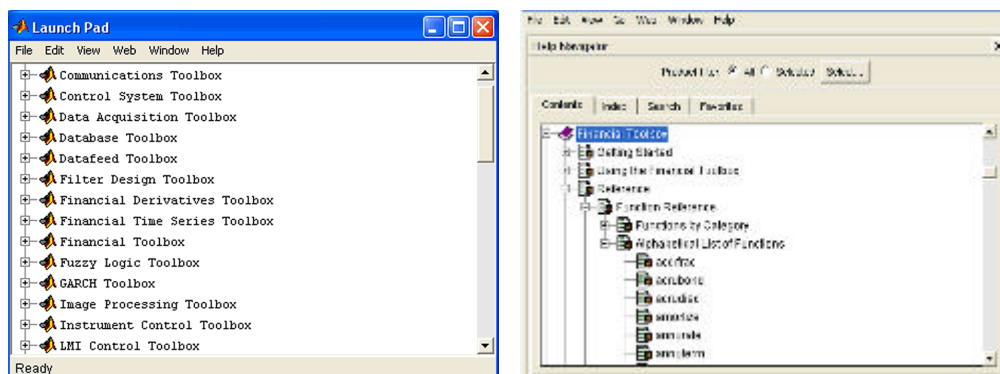 Launch Pad
File Edit View Web Window Help
Communications Toolbox
Control System Toolbox
Data Acquisition Toolbox
Database Toolbox
Datafeed Toolbox
Filter Design Toolbox
Financial Derivatives Toolbox
Financial Time Series Toolbox
Financial Toolbox
Fuzzy Logic Toolbox
GARCH Toolbox
Image Processing Toolbox
Instrument Control Toolbox
LMI Control Toolbox
Ready
File Edit View Go Web Window Help
Help Navigator
Product filter: All Selected Select...
Contents Index Search Favorites
Financial Toolbox
Getting Started
Using the Financial Toolbox
Reference
Function Reference
Functions by Category
Alphabetical List of Functions
acrubond
acrudisc
amortize
annurate
annuterm